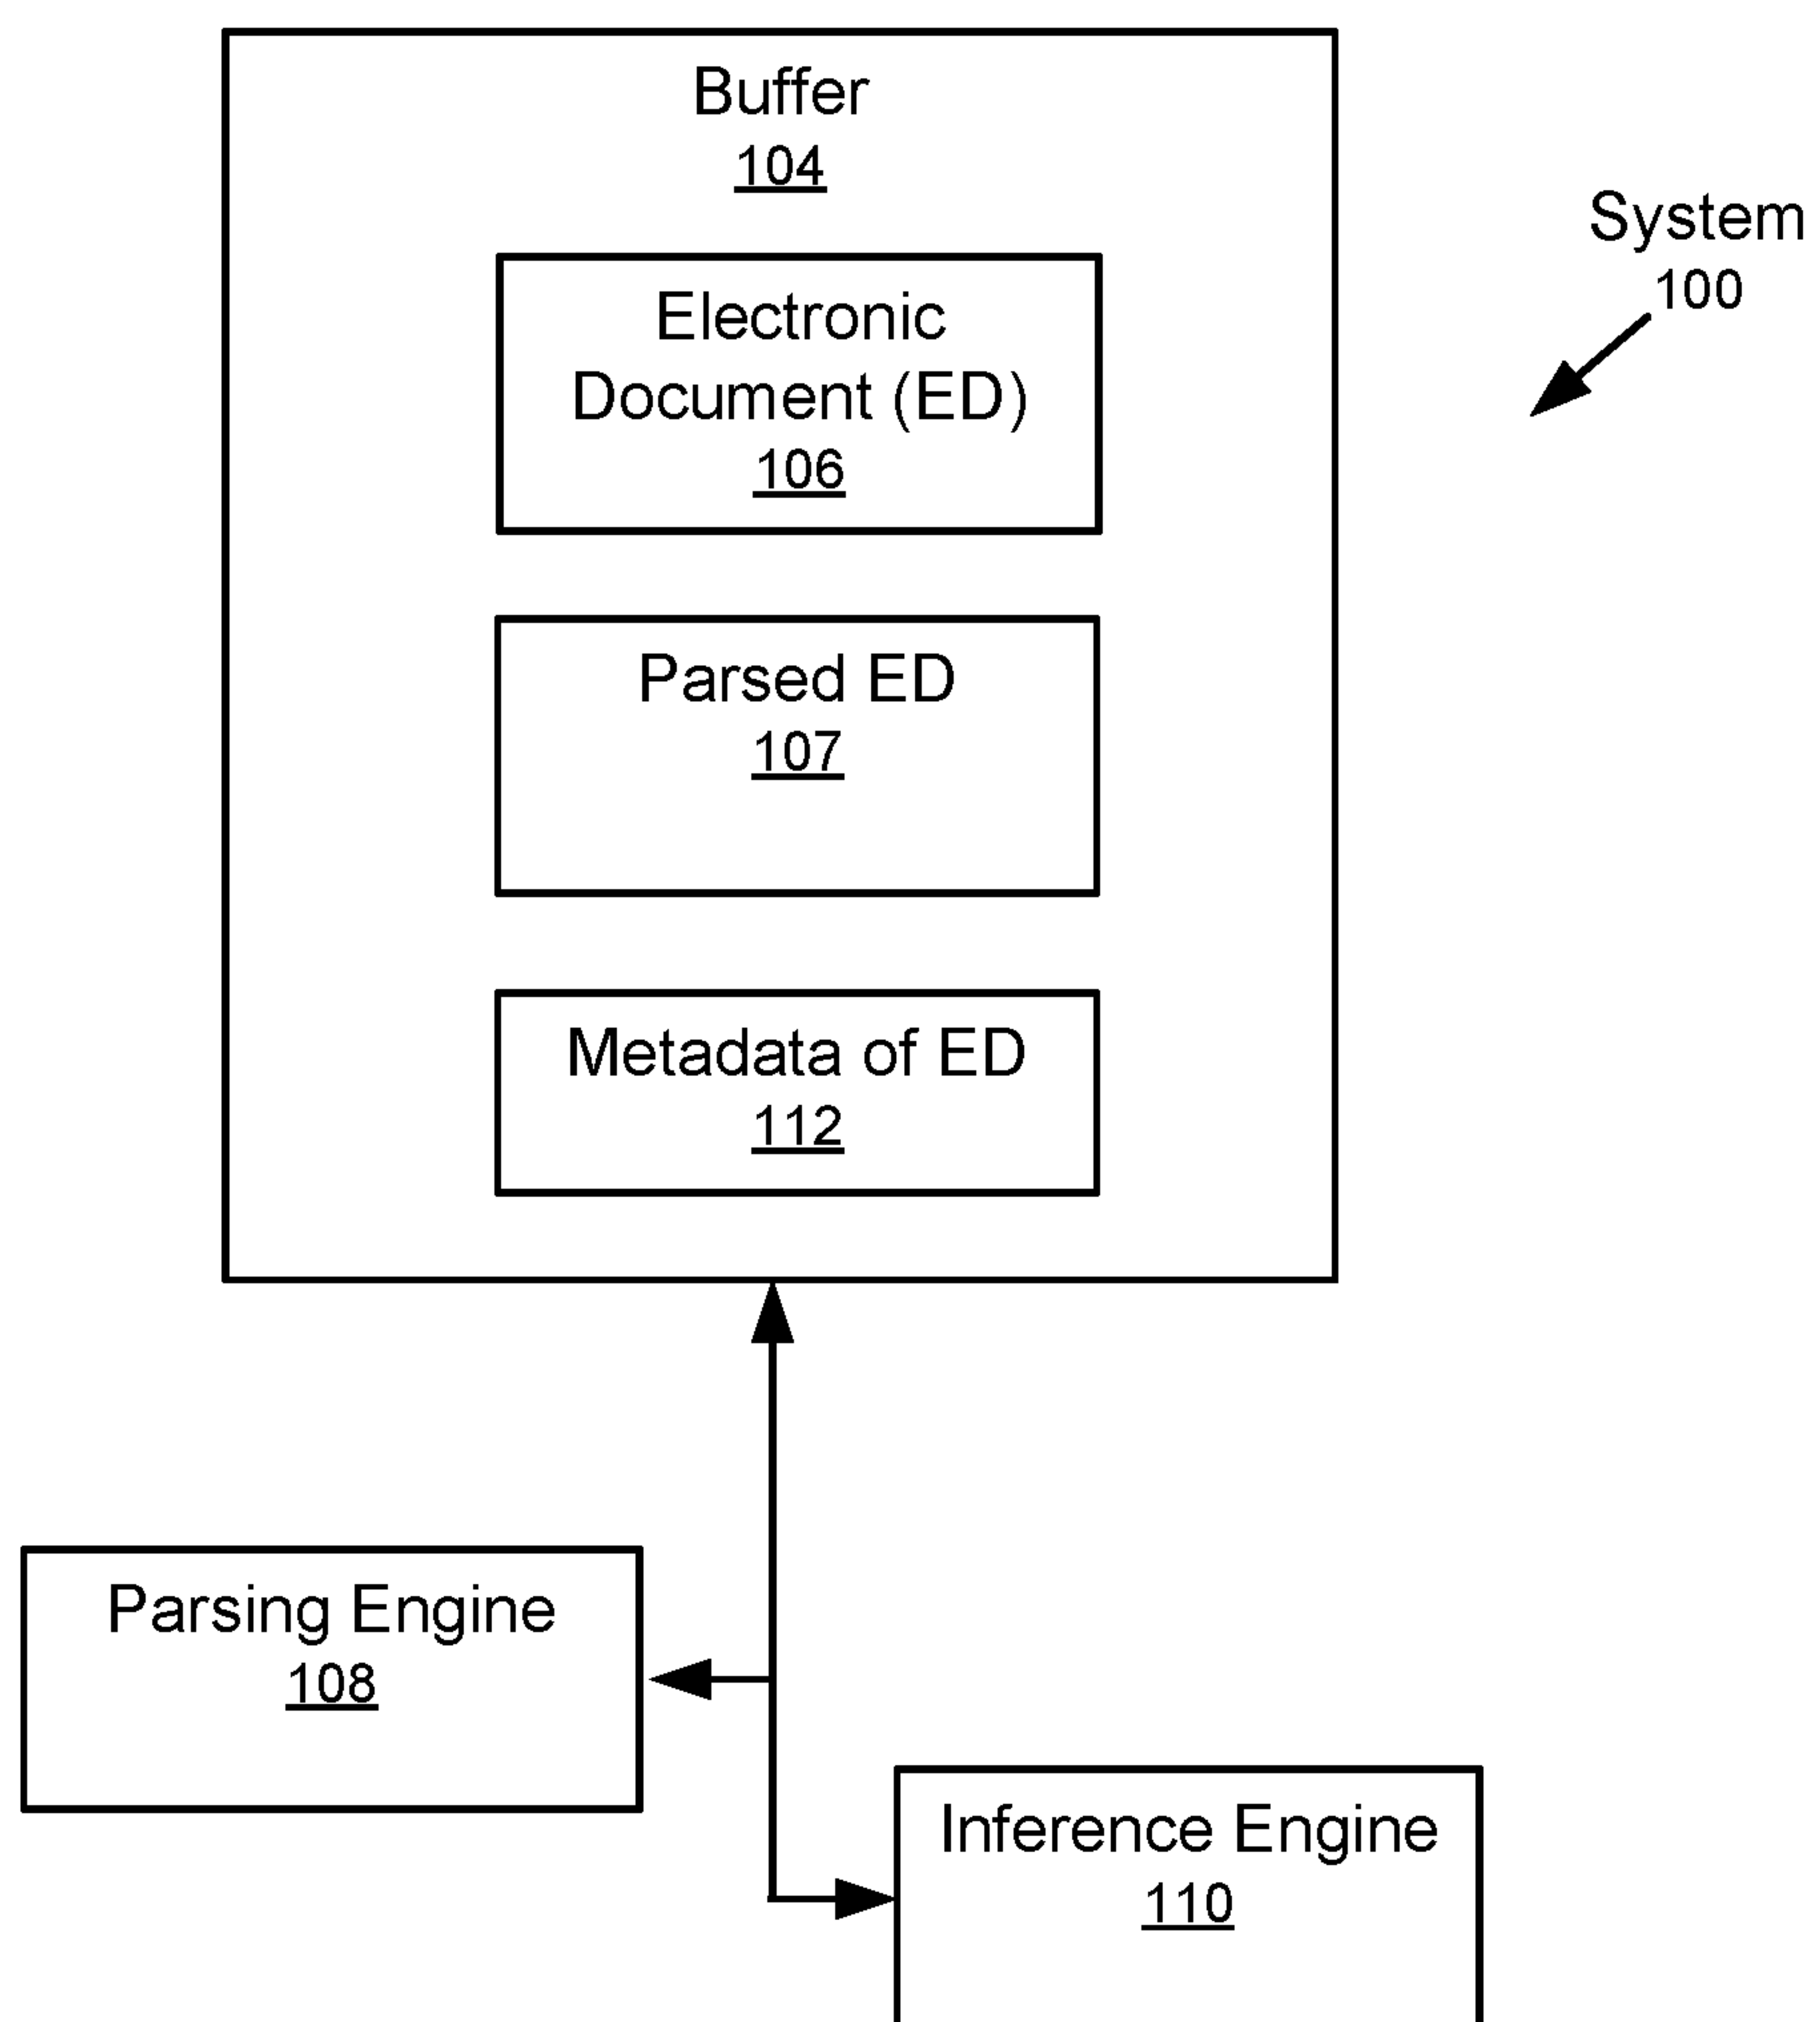 Buffer
104
System
100
Electronic
Document (ED)
106
Parsed ED
107
Metadata of ED
112
Parsing Engine
108
Inference Engine
110